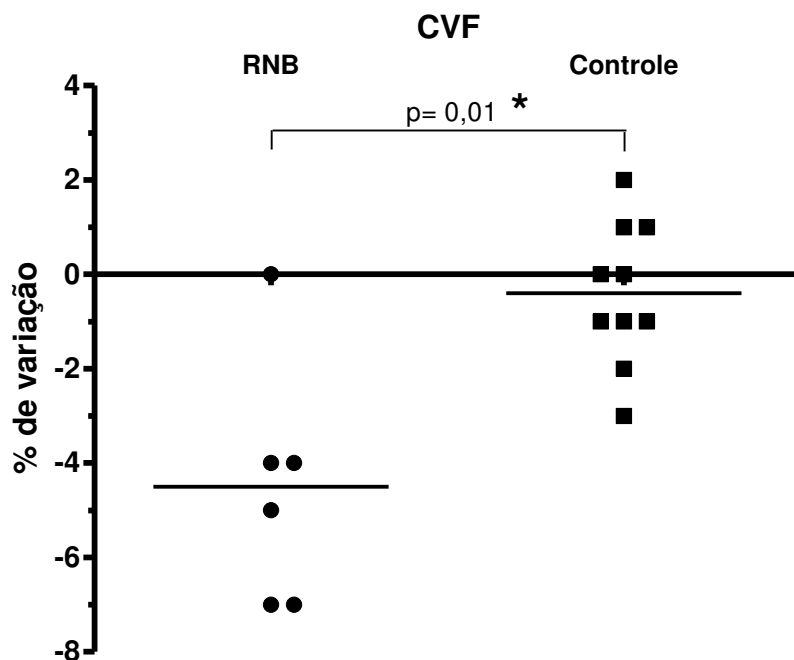 CVF
RNB
Controle
p= 0,01 *
% de variação
4
2
0
-2
-4
-6
-8